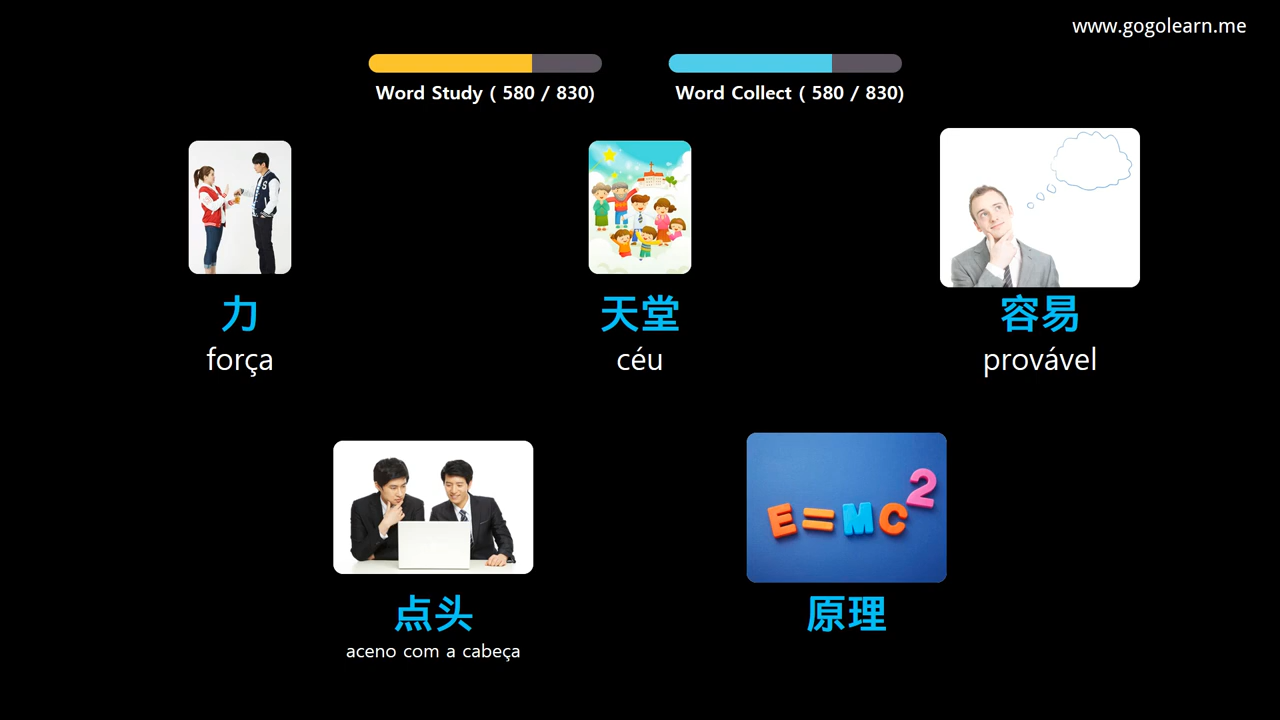 www.gogolearn.me
Word Study ( 580 / 830)
Word Collect ( 580 / 830)
力
força
天堂
céu
容易
provável
点头
aceno com a cabeça
E=MC2
原理